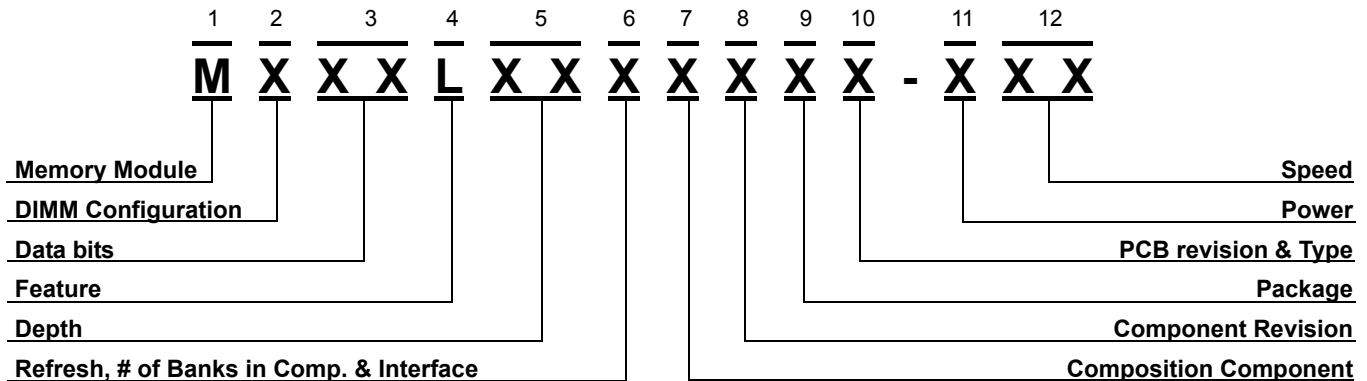 1 2 3 4 5 6 7 8 9 10 11 12
M X X X L X X X X X X X - X X X
Memory Module Speed
DIMM Configuration Power
Data bits PCB revision & Type
Feature Package
Depth Component Revision
Refresh, # of Banks in Comp. & Interface Composition Component